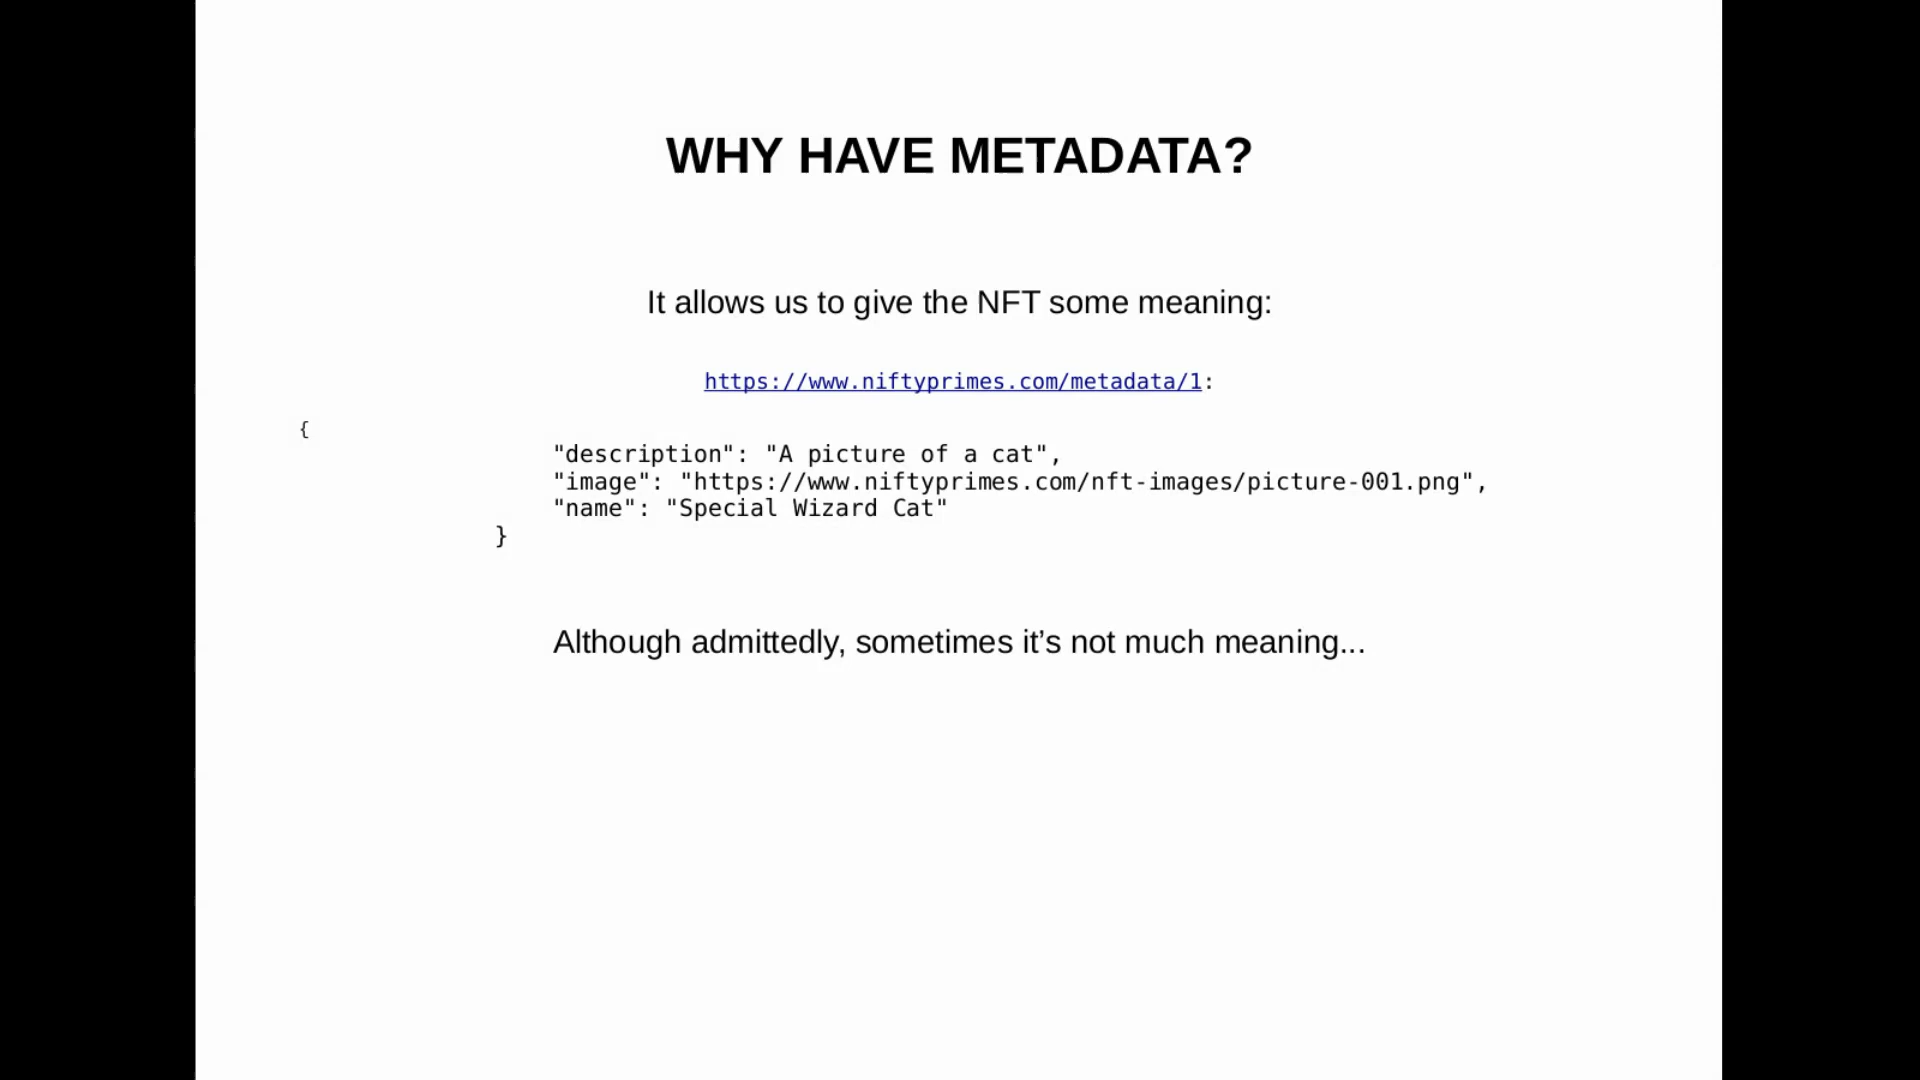 WHY HAVE METADATA?
It allows us to give the NFT some meaning:
https://www.niftyprimes.com/metadata/1:
{
"description": "A picture of a cat",
"image": "https://www.niftyprimes.com/nft-images/picture-001.png",
"name": "Special Wizard Cat"
}
Although admittedly, sometimes it’s not much meaning...